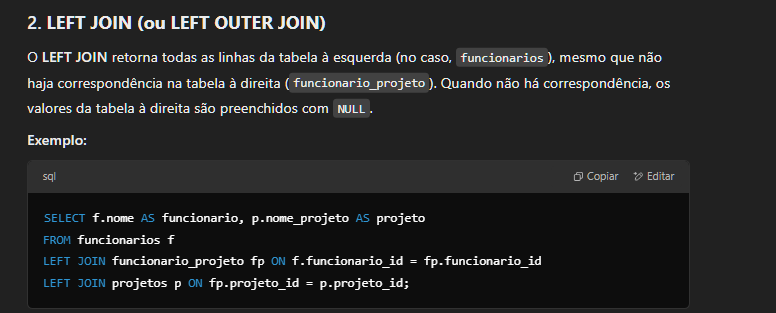 2. LEFT JOIN (ou LEFT OUTER JOIN)
O LEFT JOIN retorna todas as linhas da tabela à esquerda (no caso, funcionarios), mesmo que não
haja correspondência na tabela à direita (funcionario_projeto). Quando não há correspondência, os
valores da tabela à direita são preenchidos com NULL.
Exemplo:
sql Copiar Editar
SELECT f.nome AS funcionario, p.nome_projeto AS projeto
FROM funcionarios f
LEFT JOIN funcionario_projeto fp ON f.funcionario_id = fp.funcionario_id
LEFT JOIN projetos p ON fp.projeto_id = p.projeto_id;